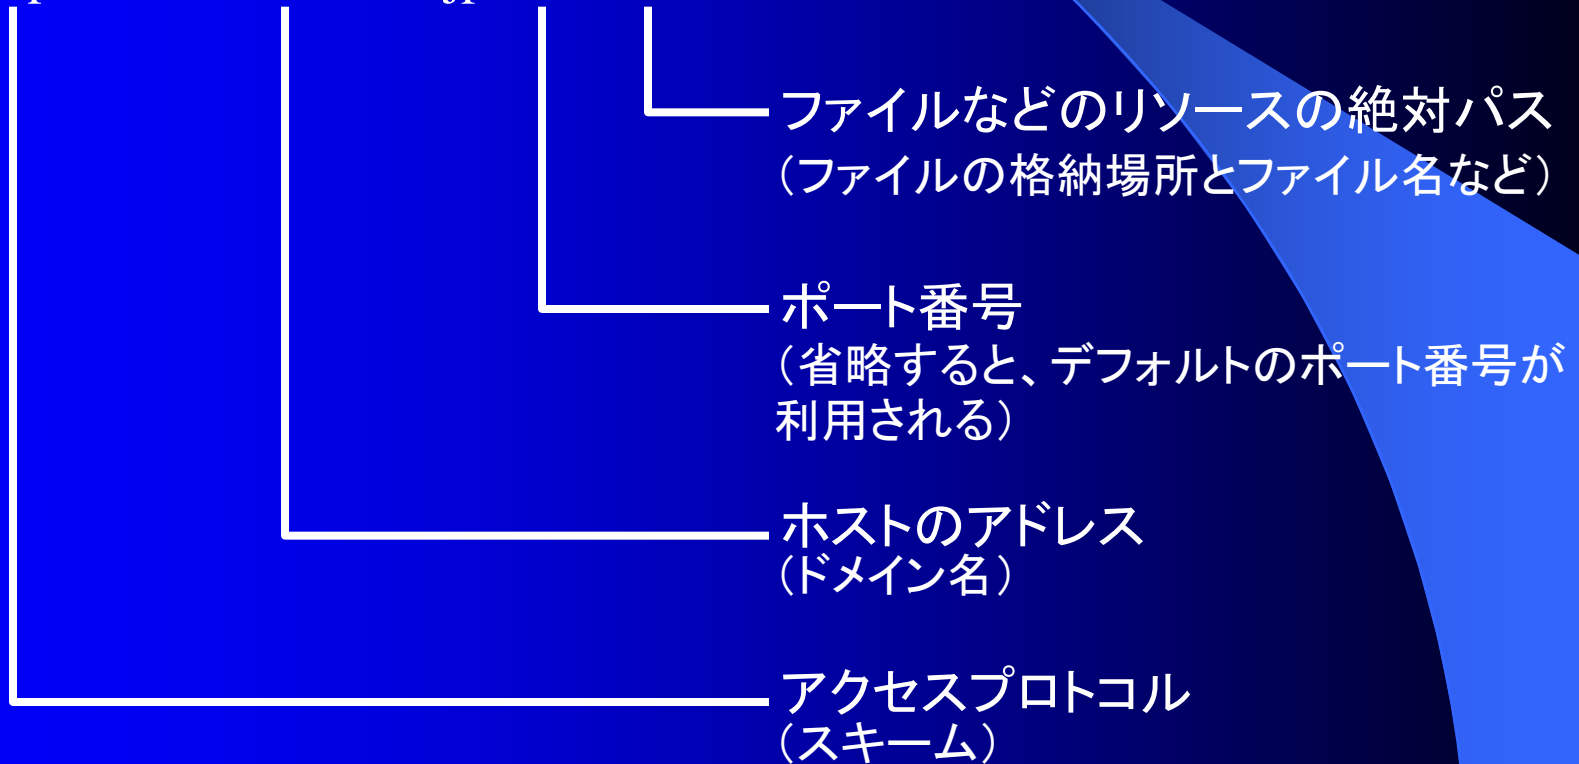 ファイルなどのリソースの絶対パス
（ファイルの格納場所とファイル名など）
ポート番号
（省略すると、デフォルトのポート番号が
利用される）
ホストのアドレス
（ドメイン名）
アクセスプロトコル
（スキーム）